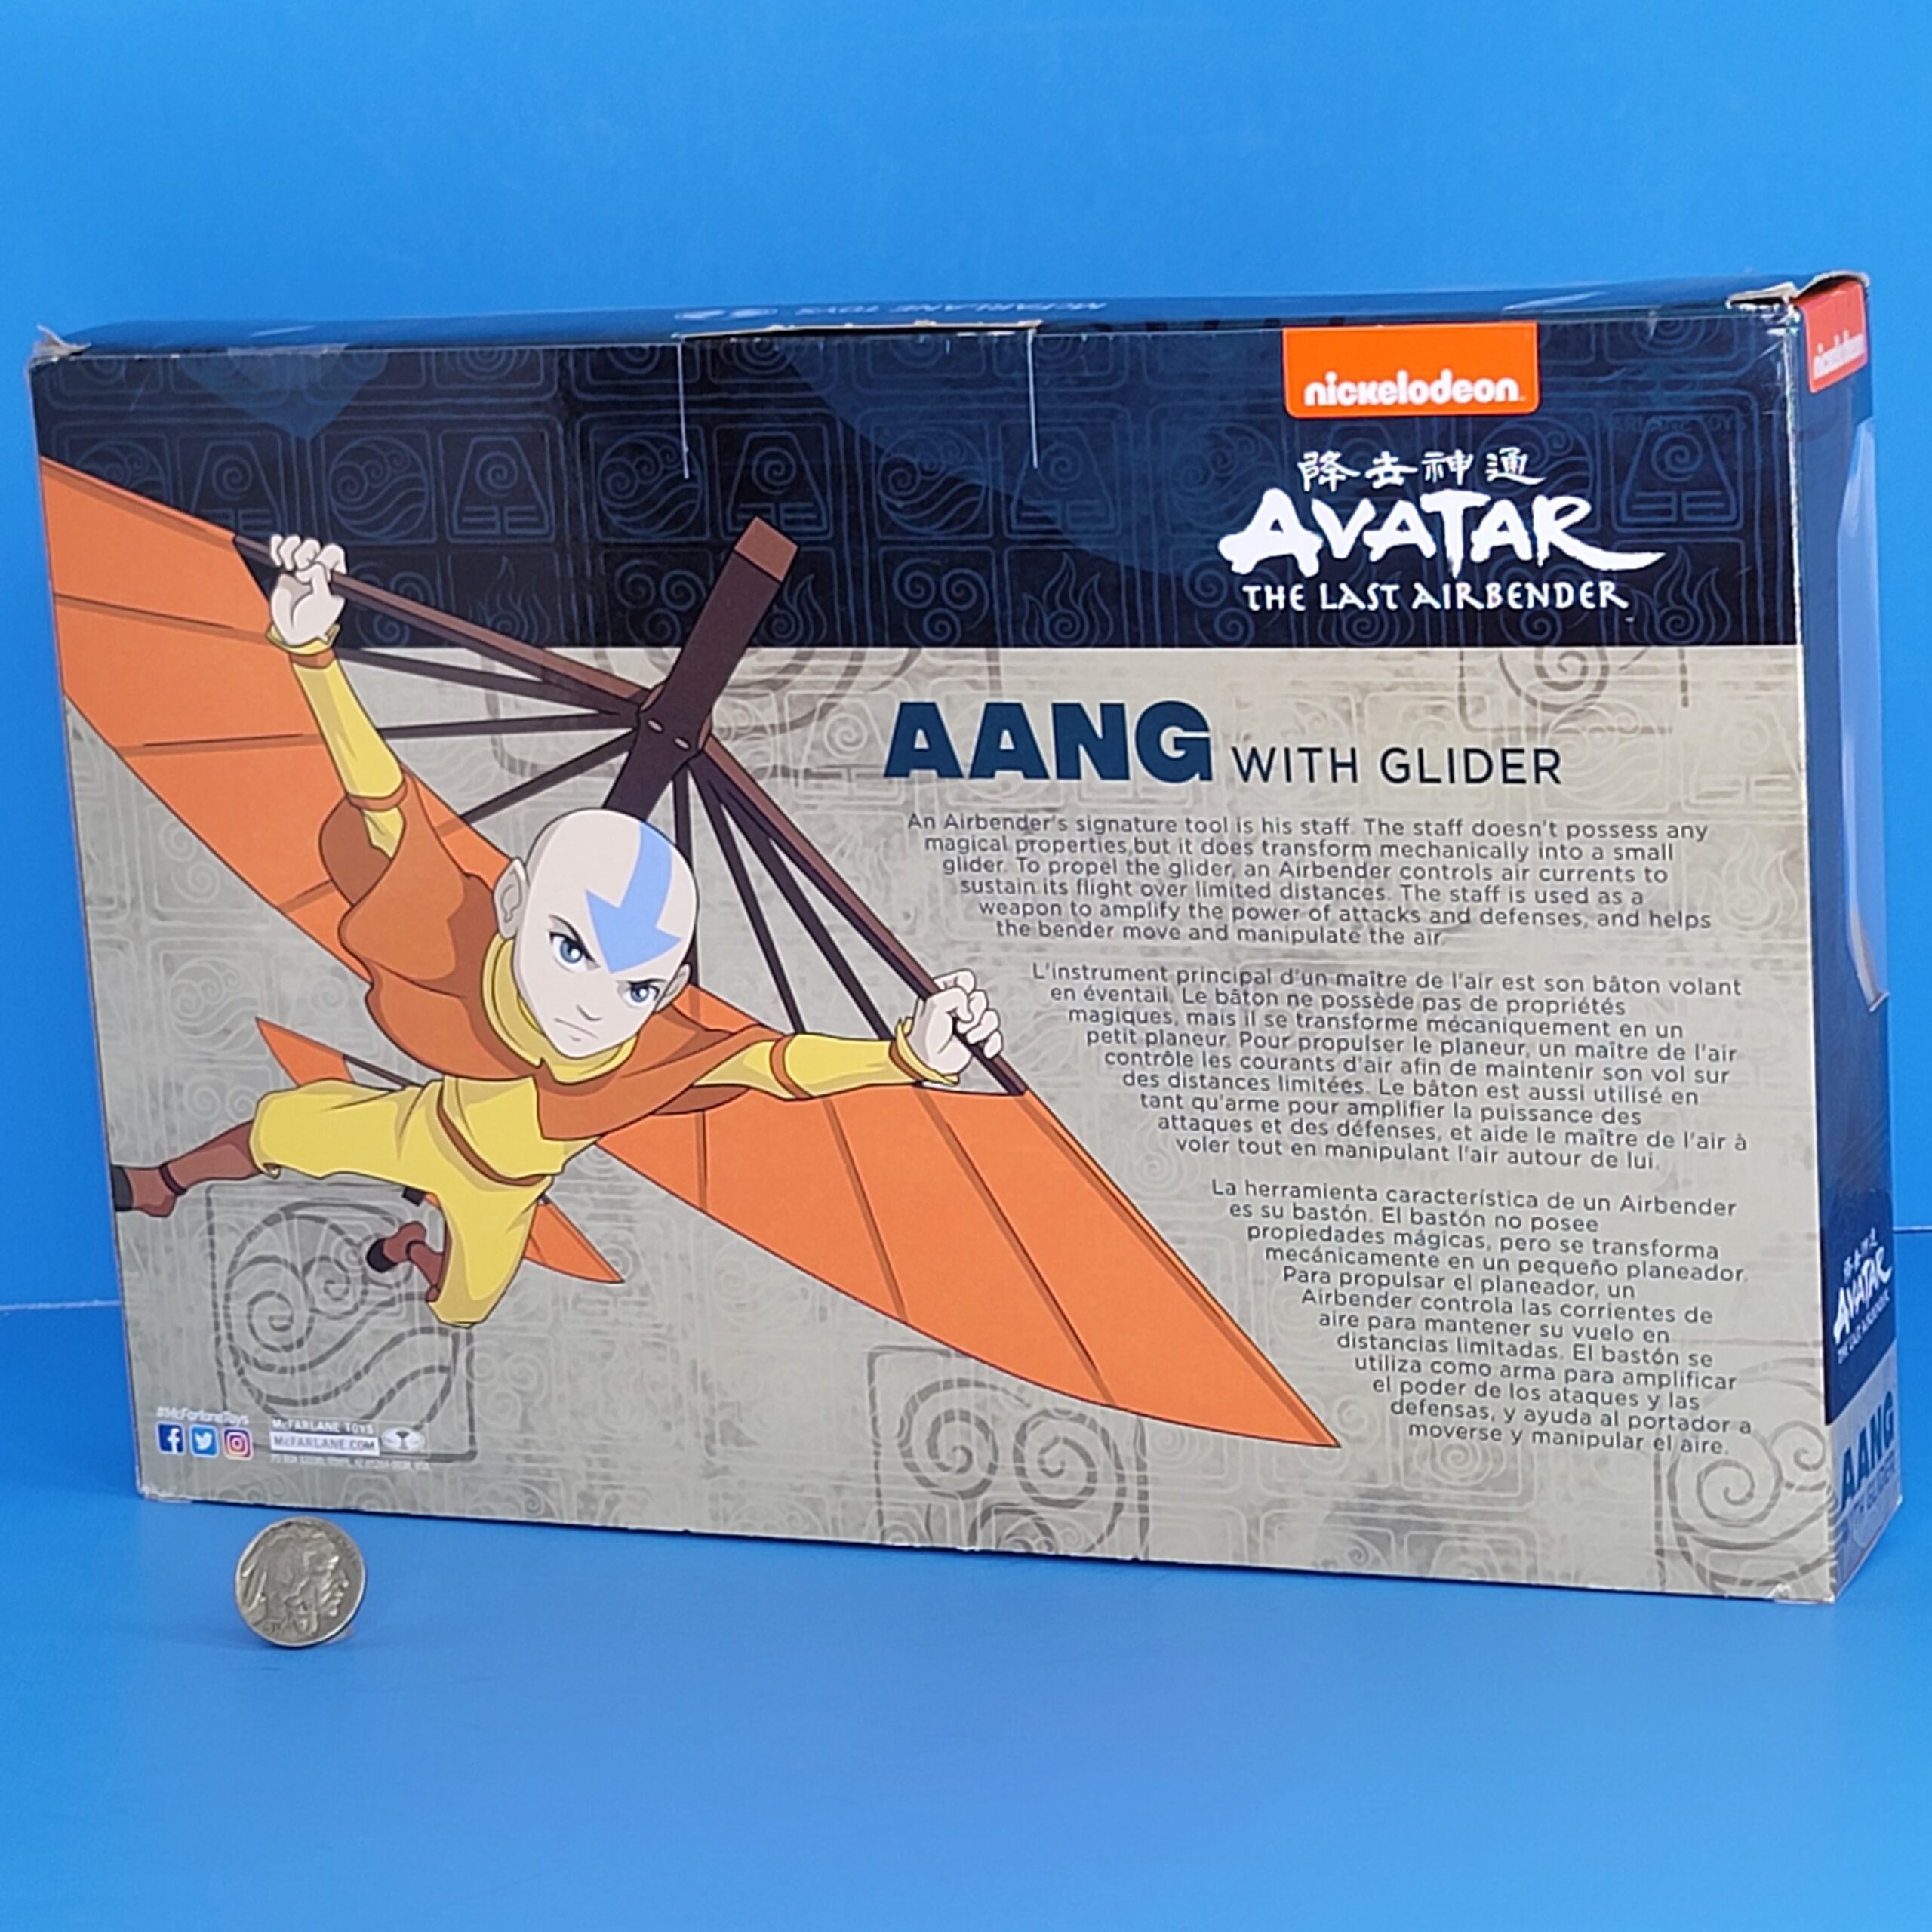 McFARLANE TOYS
nickelodeon
nickelodeon
降去神通
AVATAR
THE LAST AIRBENDER
AANG WITH GLIDER
An Airbender's signature tool is his staff. The staff doesn't possess any
magical properties but it does transform mechanically into a small
glider. To propel the glider, an Airbender controls air currents to
sustain its flight over limited distances. The staff is used as a
weapon to amplify the power of attacks and defenses, and helps
the bender move and manipulate the air.
L'instrument principal d'un maître de l'air est son bâton volant
en éventail. Le bâton ne possède pas de propriétés
magiques, mais il se transforme mécaniquement en un
petit planeur. Pour propulser le planeur, un maître de l'air
contrôle les courants d'air afin de maintenir son vol sur
des distances limitées. Le bâton est aussi utilisé en
tant qu'arme pour amplifier la puissance des
attaques et des défenses, et aide le maître de l'air à
voler tout en manipulant l'air autour de lui.
La herramienta característica de un Airbender
es su bastón. El bastón no posee
propiedades mágicas, pero se transforma
mecánicamente en un pequeño planeador.
Para propulsar el planeador, un
Airbender controla las corrientes de
aire para mantener su vuelo en
distancias limitadas. El bastón se
utiliza como arma para amplificar
el poder de los ataques y las
defensas, y ayuda al portador a
moverse y manipular el aire.
#McFarlaneToys
McFARLANE TOYS
McFARLANE.COM
AVATAR
THE LAST AIRBENDER
AANG
WITH GLIDER